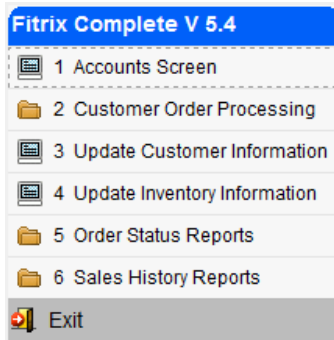 Fitrix Complete V 5.4
1 Accounts Screen
2 Customer Order Processing
3 Update Customer Information
4 Update Inventory Information
5 Order Status Reports
6 Sales History Reports
Exit